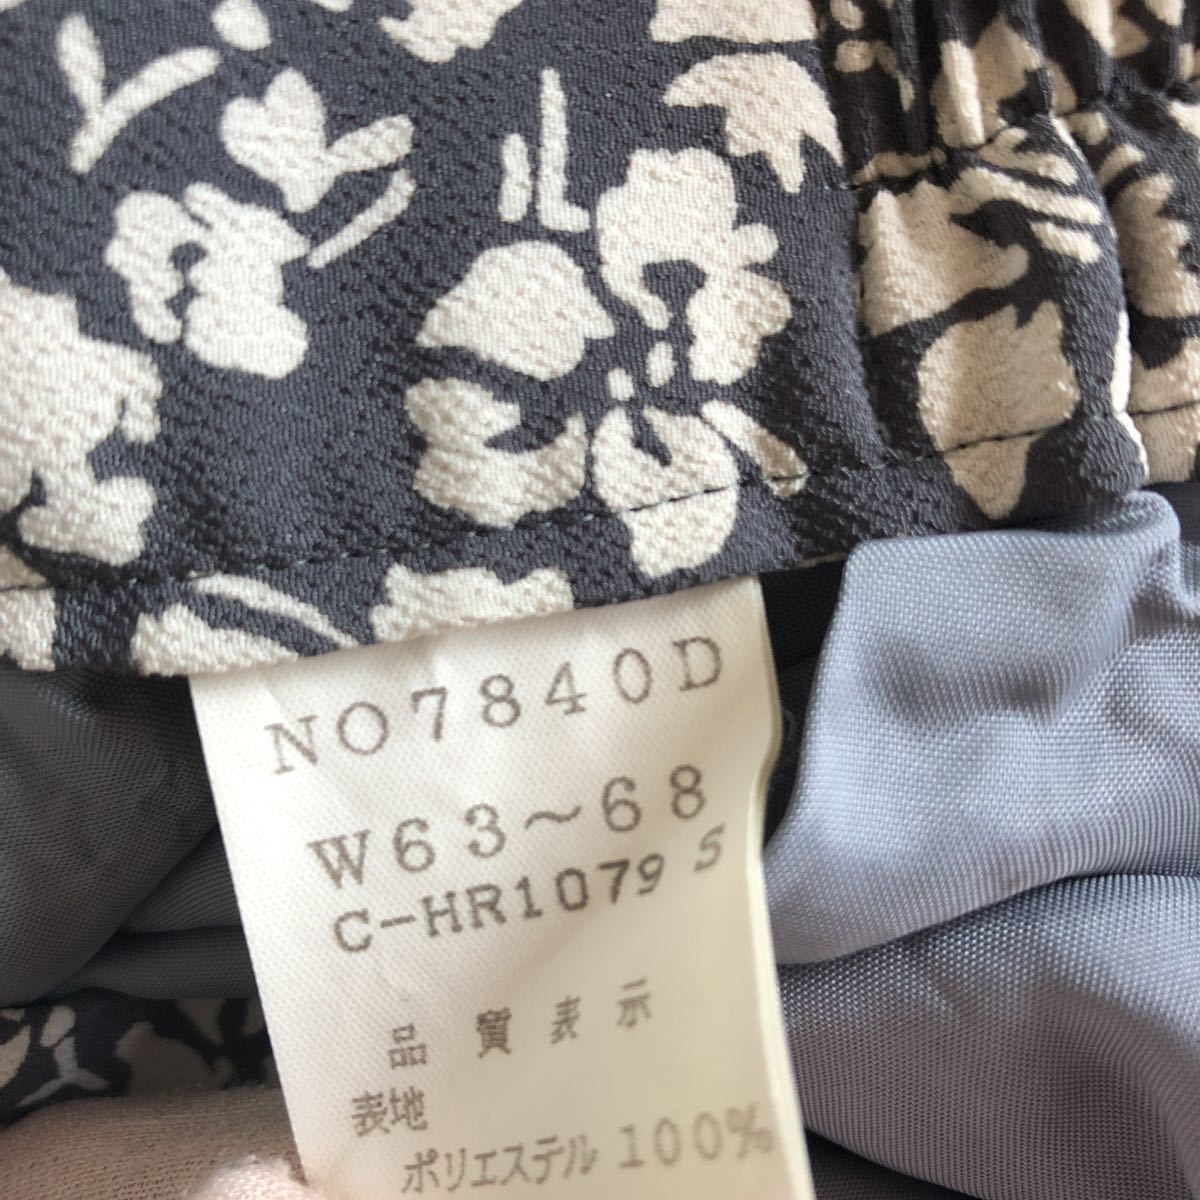 NO7840D
W63~68
C-HR1079 S
品質表示
表地
ポリエステル 100%